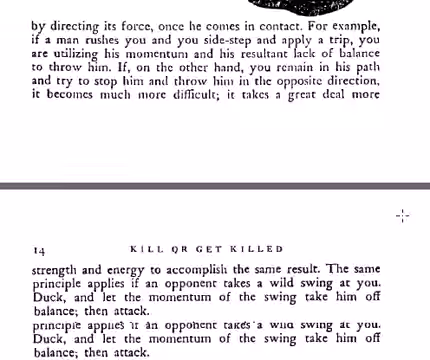 by directing its force, once he comes in contact. For example,
if a man rushes you and you side-step and apply a trip, you
are utilizing his momentum and his resultant lack of balance
to throw him. If, on the other hand, you remain in his path
and try to stop him and throw him in the opposite direction,
it becomes much more difficult; it takes a great deal more
14 KILL OR GET KILLED
strength and energy to accomplish the same result. The same
principle applies if an opponent takes a wild swing at you.
Duck, and let the momentum of the swing take him off
balance; then attack.
principle applies if an opponent takes a wild swing at you.
Duck, and let the momentum of the swing take him off
balance; then attack.